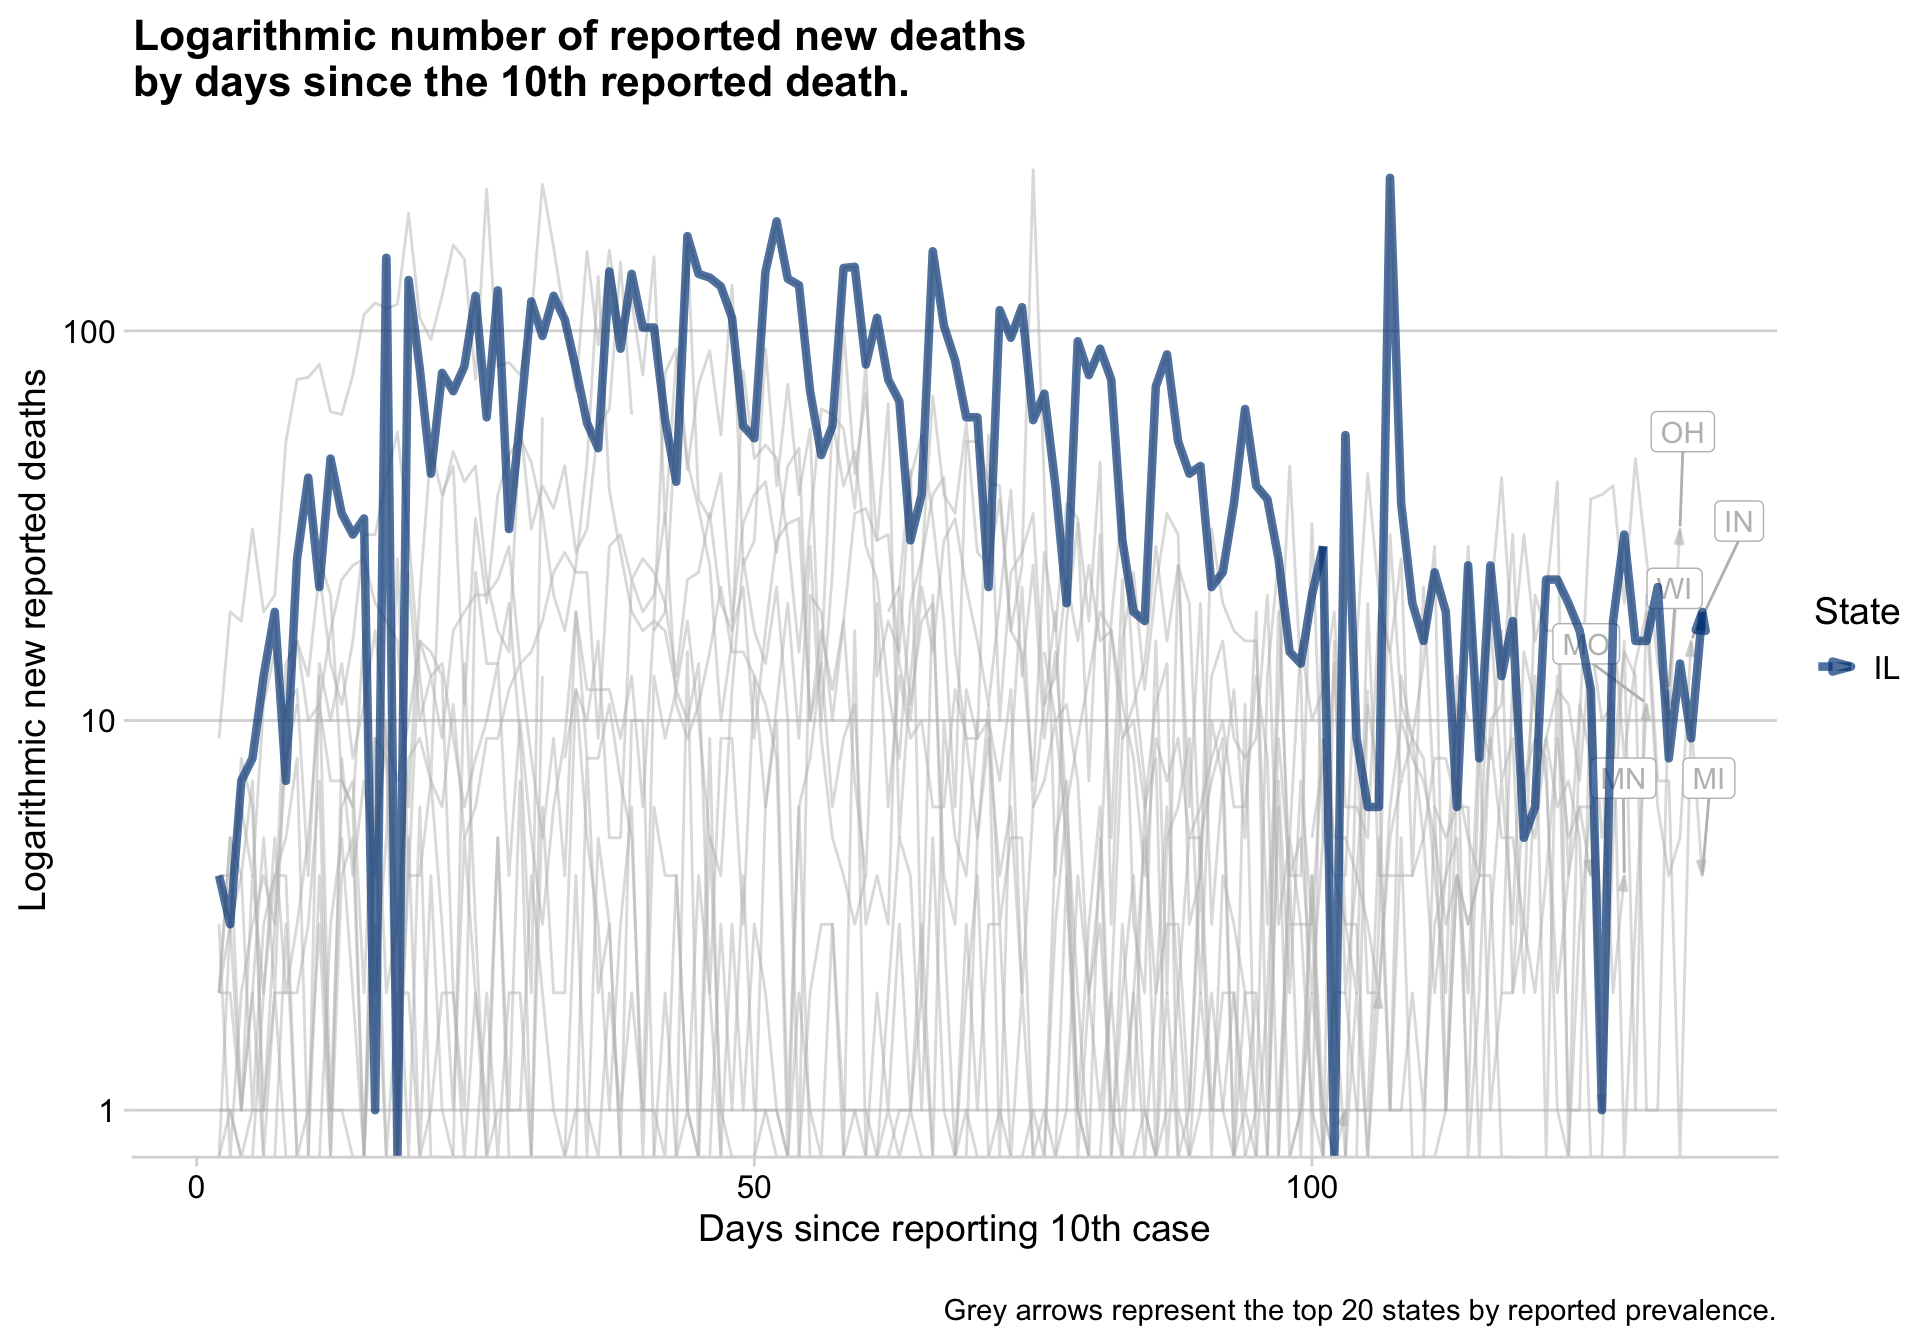 Logarithmic number of reported new deaths
by days since the 10th reported death.
Logarithmic new reported deaths
100
10
1
OH
IN
WI
MO
MN
MI
State
IL
0
50
100
Days since reporting 10th case
Grey arrows represent the top 20 states by reported prevalence.